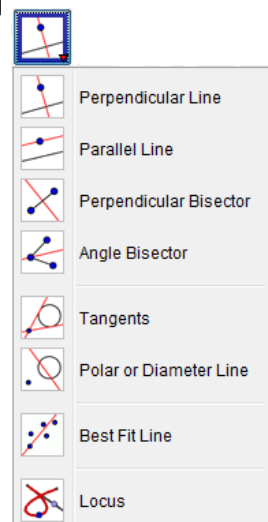 Perpendicular Line
Parallel Line
Perpendicular Bisector
Angle Bisector
Tangents
Polar or Diameter Line
Best Fit Line
Locus